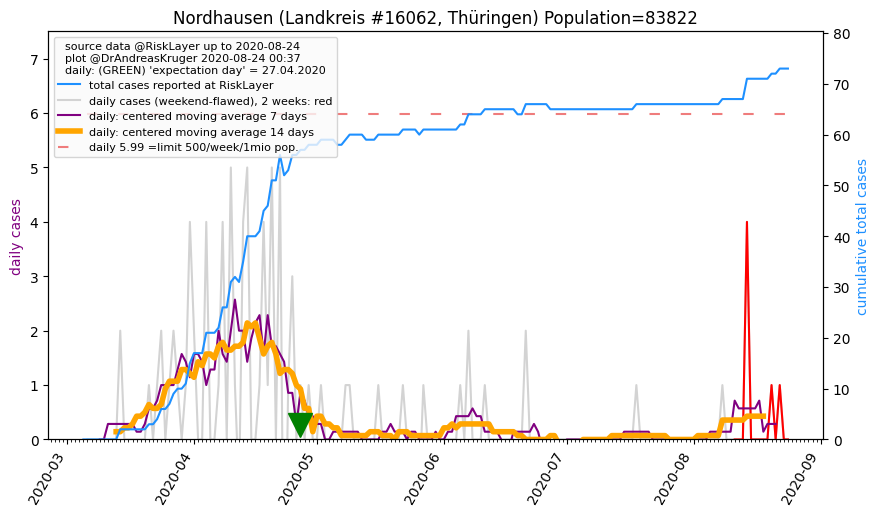 Nordhausen (Landkreis #16062, Thüringen) Population=83822
source data @RiskLayer up to 2020-08-24
plot @DrAndreasKruger 2020-08-24 00:37
daily: (GREEN) 'expectation day' = 27.04.2020
total cases reported at RiskLayer
daily cases (weekend-flawed), 2 weeks: red
daily: centered moving average 7 days
daily: centered moving average 14 days
daily 5.99 =limit 500/week/1mio pop.
daily cases
7
6
5
4
3
2
1
0
cumulative total cases
80
70
60
50
40
30
20
10
0
2020-03
2020-04
2020-05
2020-06
2020-07
2020-08
2020-09